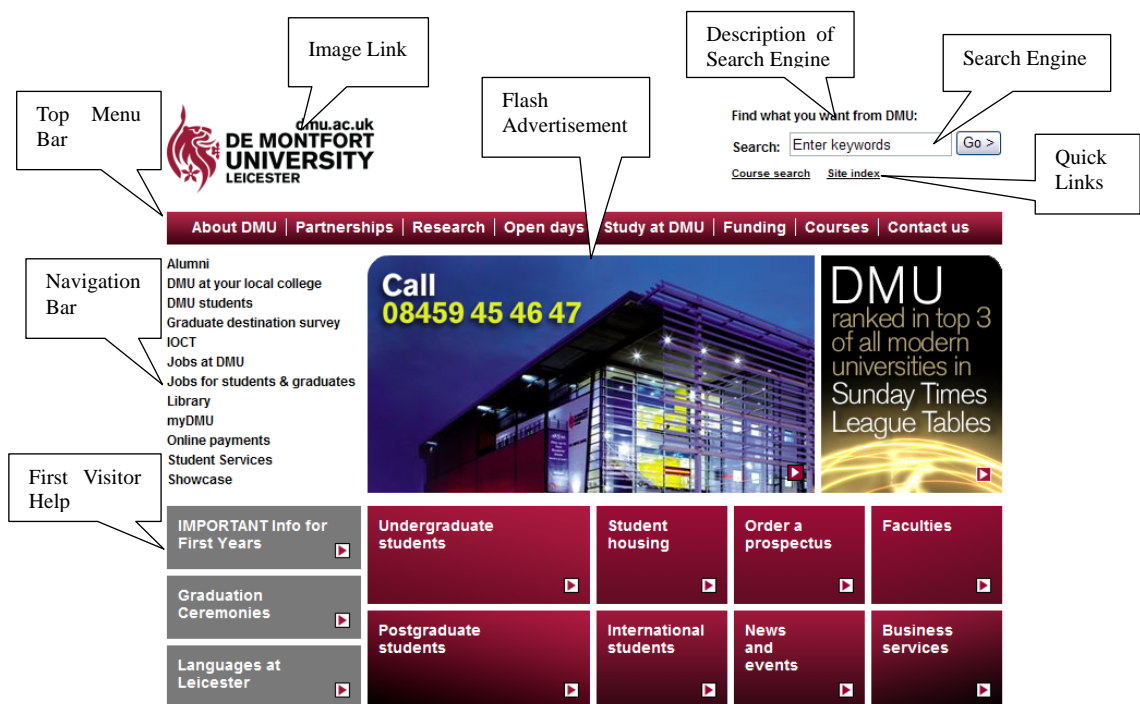 Image Link
Description of
Search Engine
Search Engine
Top Menu
Bar
Flash
Advertisement
Quick
Links
dmu.ac.uk
DE MONTFORT
UNIVERSITY
LEICESTER
Find what you want from DMU:
Search: Enter keywords Go >
Course search Site index
About DMU | Partnerships | Research | Open days | Study at DMU | Funding | Courses | Contact us
Navigation
Bar
Alumni
DMU at your local college
DMU students
Graduate destination survey
IOCT
Jobs at DMU
Jobs for students & graduates
Library
myDMU
Online payments
Student Services
Showcase
Call
08459 45 46 47
DMU
ranked in top 3
of all modern
universities in
Sunday Times
League Tables
First Visitor
Help
IMPORTANT Info for
First Years
Graduation
Ceremonies
Languages at
Leicester
Undergraduate
students
Student
housing
Order a
prospectus
Faculties
Postgraduate
students
International
students
News
and
events
Business
services